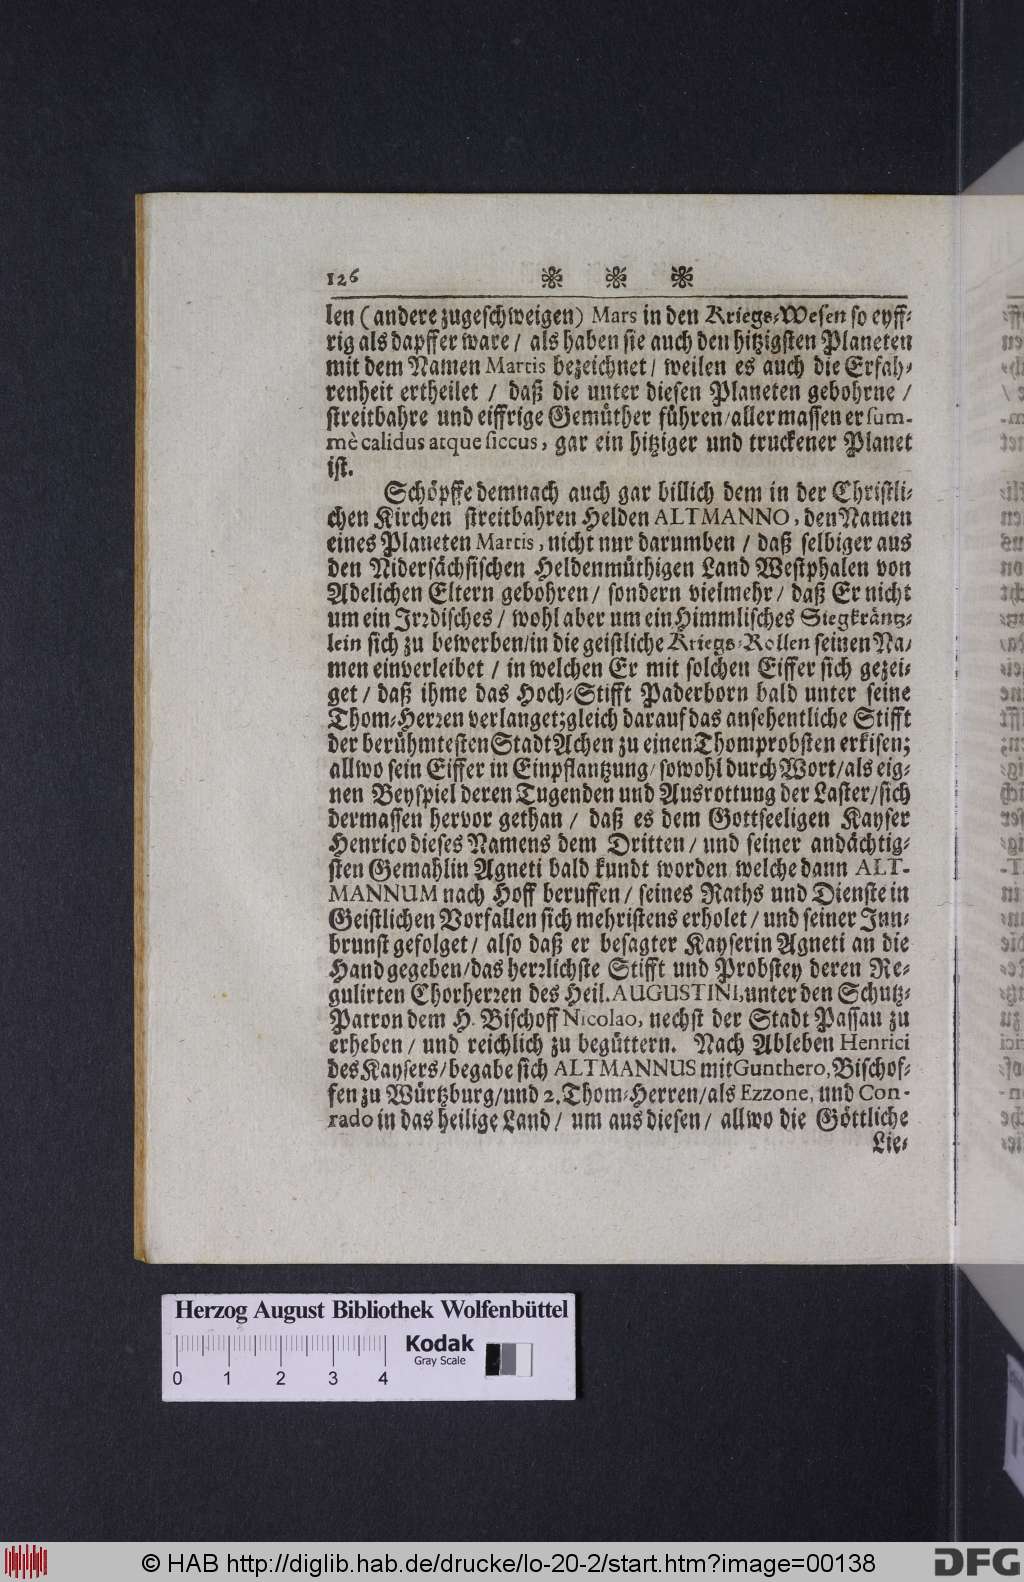 126
len (andere zugeschweigen) Mars in den Kriegs-Wesen so eyff-
rig als dapffer ware / als haben sie auch den hitzigsten Planeten
mit dem Namen Martis bezeichnet / weilen es auch die Erfah-
renheit ertheilet / daß die unter diesen Planeten gebohrne /
streitbahre und eiffrige Gemüther führen / allermassen er sum-
mè calidus atque siccus, gar ein hitziger und truckener Planet
ist.
Schöpffe demnach auch gar billich dem in der Christli-
chen Kirchen streitbahren Helden ALTMANNO, den Namen
eines Planeten Martis, nicht nur darumben / daß selbiger aus
den Nidersächsischen Heldenmüthigen Land Westphalen von
Adelichen Eltern gebohren / sondern vielmehr / daß Er nicht
um ein Jrrdisches / wohl aber um ein Himmlisches Siegkräntz-
lein sich zu bewerben / in die geistliche Kriegs-Rollen seinen Na-
men einverleibet / in welchen Er mit solchen Eiffer sich gezei-
get / daß ihme das Hoch-Stifft Paderborn bald unter seine
Thom-Herren verlanget; gleich darauf das ansehentliche Stifft
der berühmtesten Stadt Achen zu einen Thomprobsten erkisen;
allwo sein Eiffer in Einpflantzung / sowohl durch Wort / als eig-
nen Beyspiel deren Tugenden und Ausrottung der Laster / sich
dermassen hervor gethan / daß es dem Gottseeligen Kayser
Henrico dieses Namens dem Dritten / und seiner andächtig-
sten Gemahlin Agneti bald kundt worden / welche dann ALT-
MANNUM nach Hoff beruffen / seines Raths und Dienste in
Geistlichen Vorfallen sich mehristens erholet / und seiner Jnn-
brunst gefolget / also daß er besagter Kayserin Agneti an die
Hand gegeben / das herrlichste Stifft und Probstey deren Re-
gulirten Chorherren des Heil. AUGUSTINI, unter den Schutz-
Patron dem H. Bischoff Nicolao, nechst der Stadt Passau zu
erheben / und reichlich zu begüttern. Nach Ableben Henrici
des Kaysers / begabe sich ALTMANNUS mit Gunthero, Bischof-
fen zu Würtzburg / und 2. Thom-Herren / als Ezzone, und Con-
rado in das heilige Land / um aus diesen / allwo die Göttliche
Lie-
Herzog August Bibliothek Wolfenbüttel
Kodak
Gray Scale
0 1 2 3 4
© HAB http://diglib.hab.de/drucke/lo-20-2/start.htm?image=00138
DFG